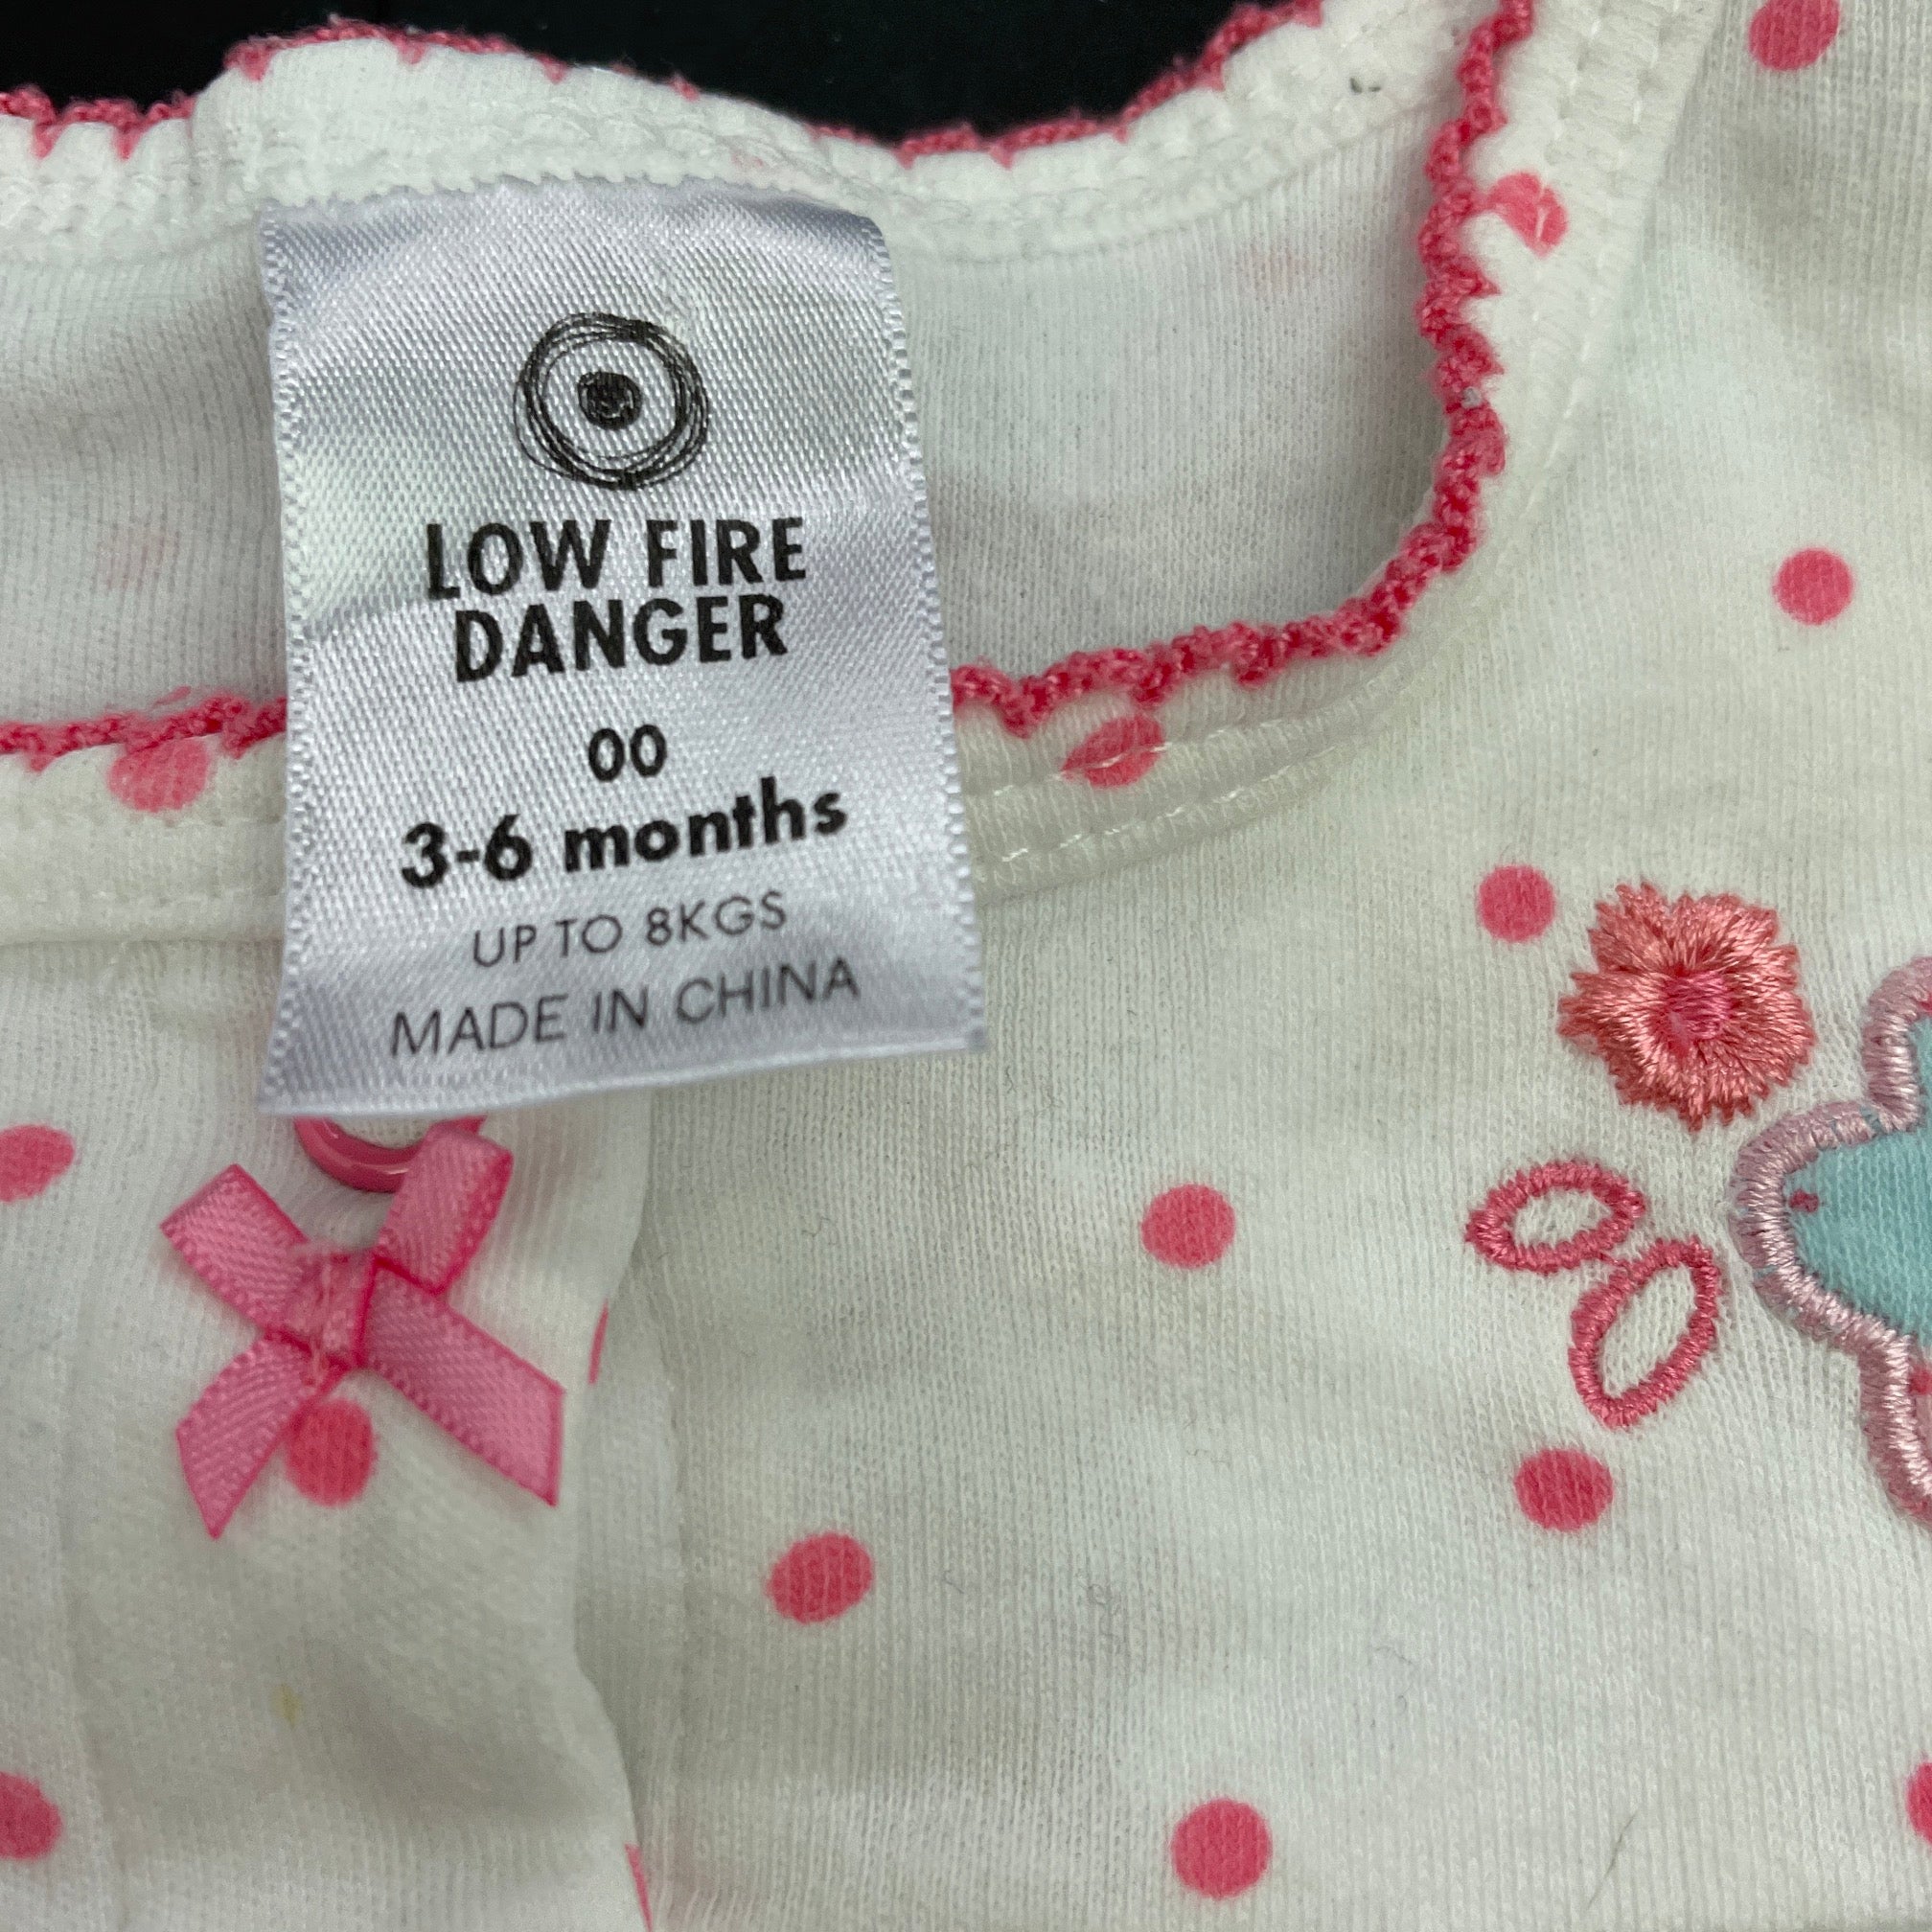 LOW FIRE
DANGER
00
3-6 months
UP TO 8KGS
MADE IN CHINA